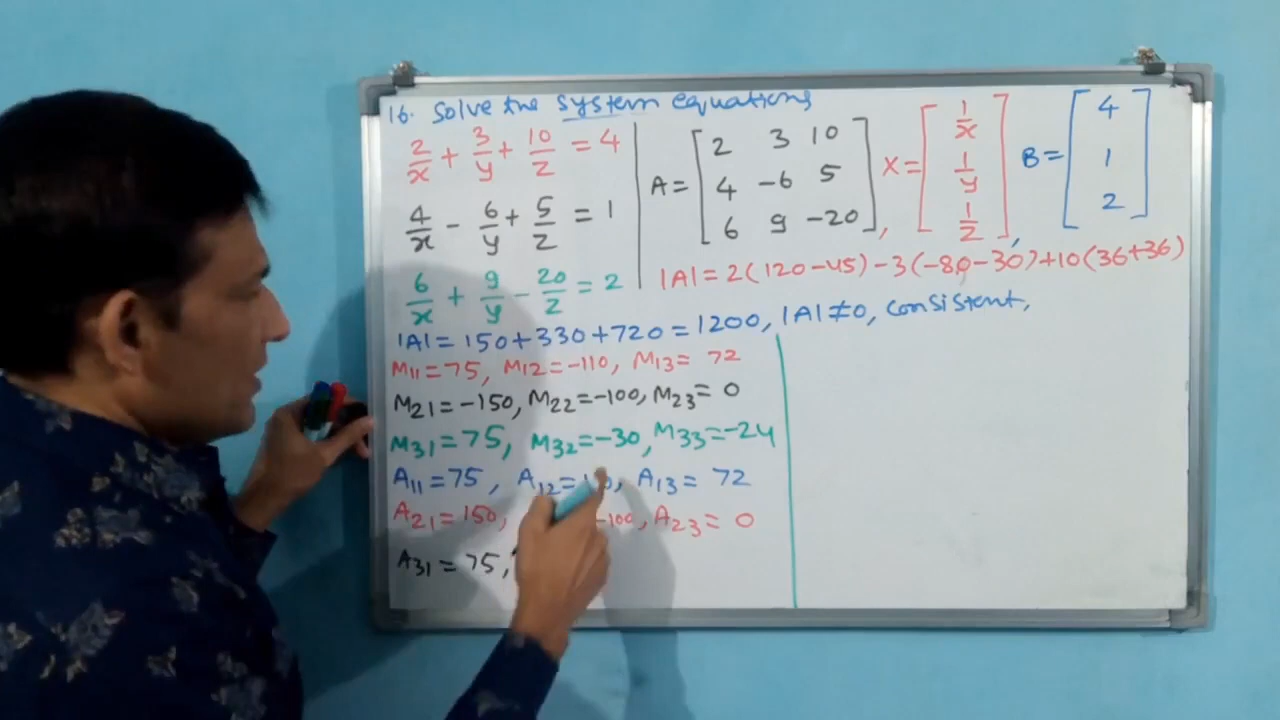 16. Solve the system equations
2/x + 3/y + 10/z = 4
4/x - 6/y + 5/z = 1
6/x + 9/y - 20/z = 2
A = [2 3 10
4 -6 5
6 9 -20],
X = [1/x
1/y
1/z],
B = [4
1
2]
|A| = 2(120-45) -3(-80-30) +10(36+36)
|A| = 150+330+720 = 1200, |A| ≠ 0, consistent,
M11 = 75, M12 = -110, M13 = 72
M21 = -150, M22 = -100, M23 = 0
M31 = 75, M32 = -30, M33 = -24
A11 = 75, A12 = A13 = 72
A21 = 150, -100, A23 = 0
A31 = 75,